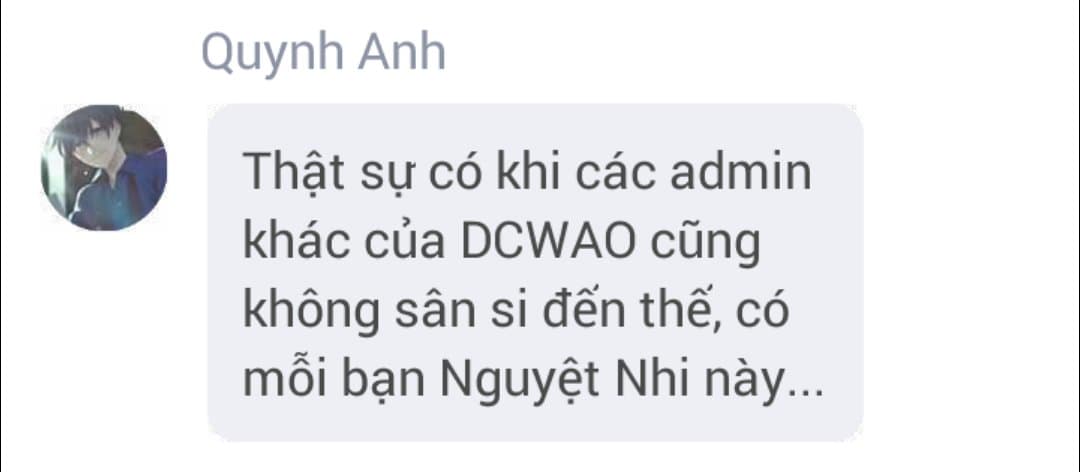 Quynh Anh
Thật sự có khi các admin
khác của DCWAO cũng
không sân si đến thế, có
mỗi bạn Nguyệt Nhi này...